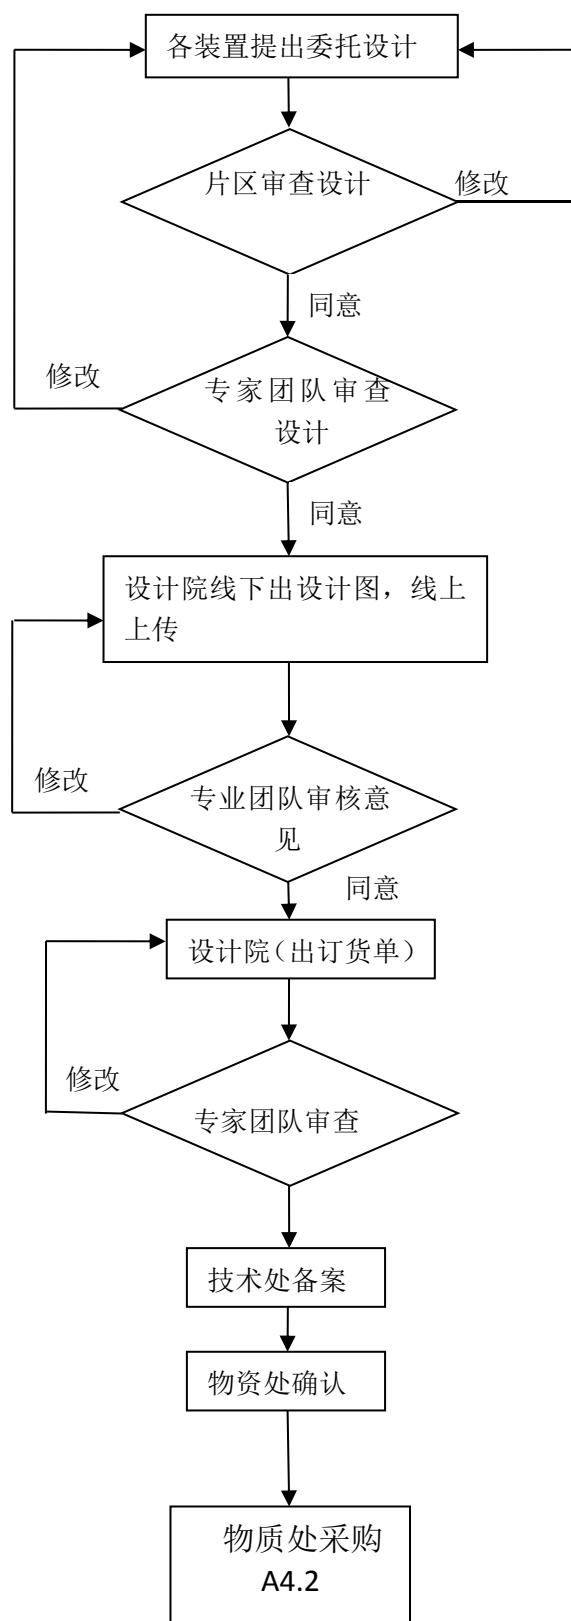 各装置提出委托设计
片区审查设计
修改
同意
修改
专家团队审查
设计
同意
设计院线下出设计图，线上
上传
修改
专业团队审核意
见
同意
设计院（出订货单）
修改
专家团队审查
技术处备案
物资处确认
物质处采购
A4.2